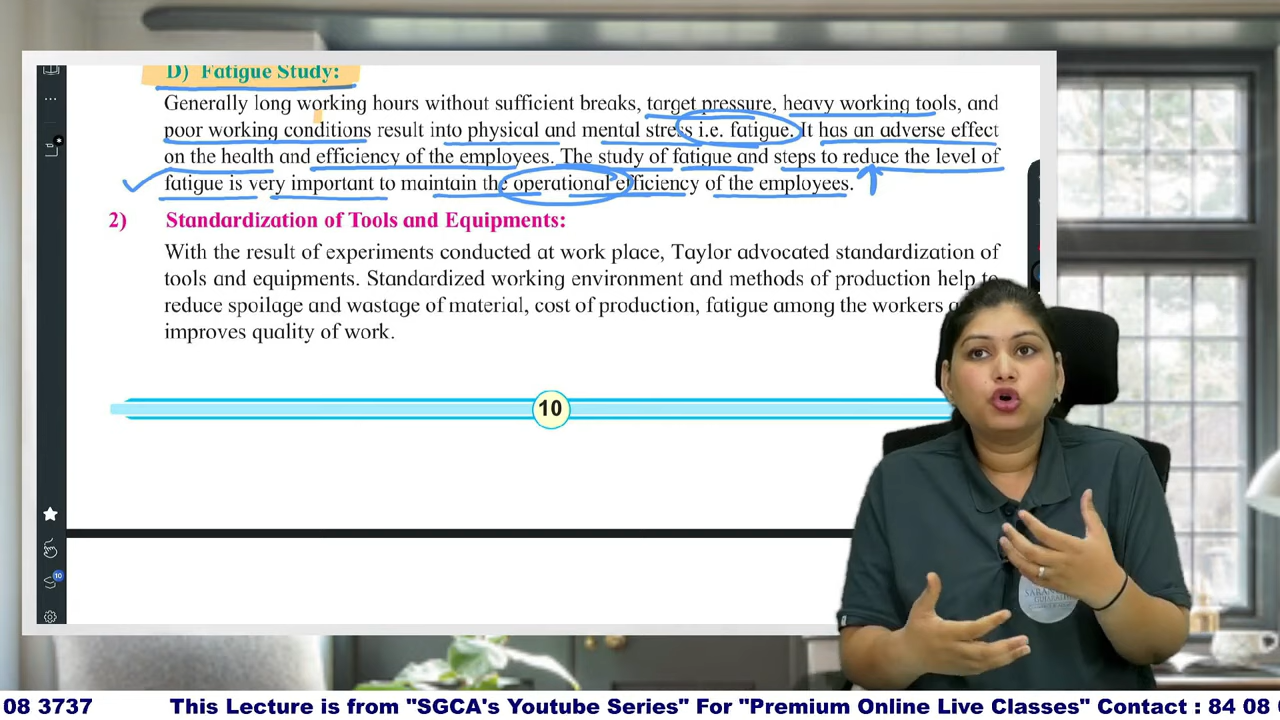 D) Fatigue Study:
Generally long working hours without sufficient breaks, target pressure, heavy working tools, and
poor working conditions result into physical and mental stress i.e. fatigue. It has an adverse effect
on the health and efficiency of the employees. The study of fatigue and steps to reduce the level of
fatigue is very important to maintain the operational efficiency of the employees.
2) Standardization of Tools and Equipments:
With the result of experiments conducted at work place, Taylor advocated standardization of
tools and equipments. Standardized working environment and methods of production help to
reduce spoilage and wastage of material, cost of production, fatigue among the workers
improves quality of work.
10
10
08 3737 This Lecture is from "SGCA's Youtube Series" For "Premium Online Live Classes" Contact : 84 08